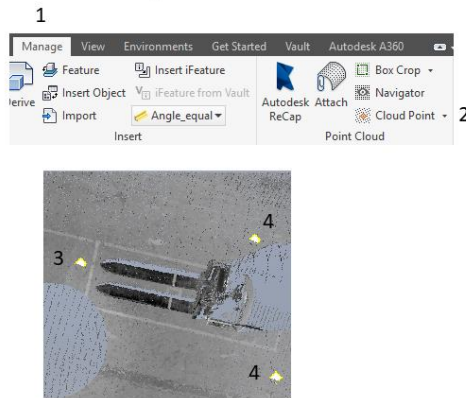 1
Manage View Environments Get Started Vault Autodesk A360
Feature Insert iFeature Box Crop
Insert Object iFeature from Vault Autodesk Attach Navigator
Derive Import Angle_equal ReCap Cloud Point 2
Insert Point Cloud
4
3
4